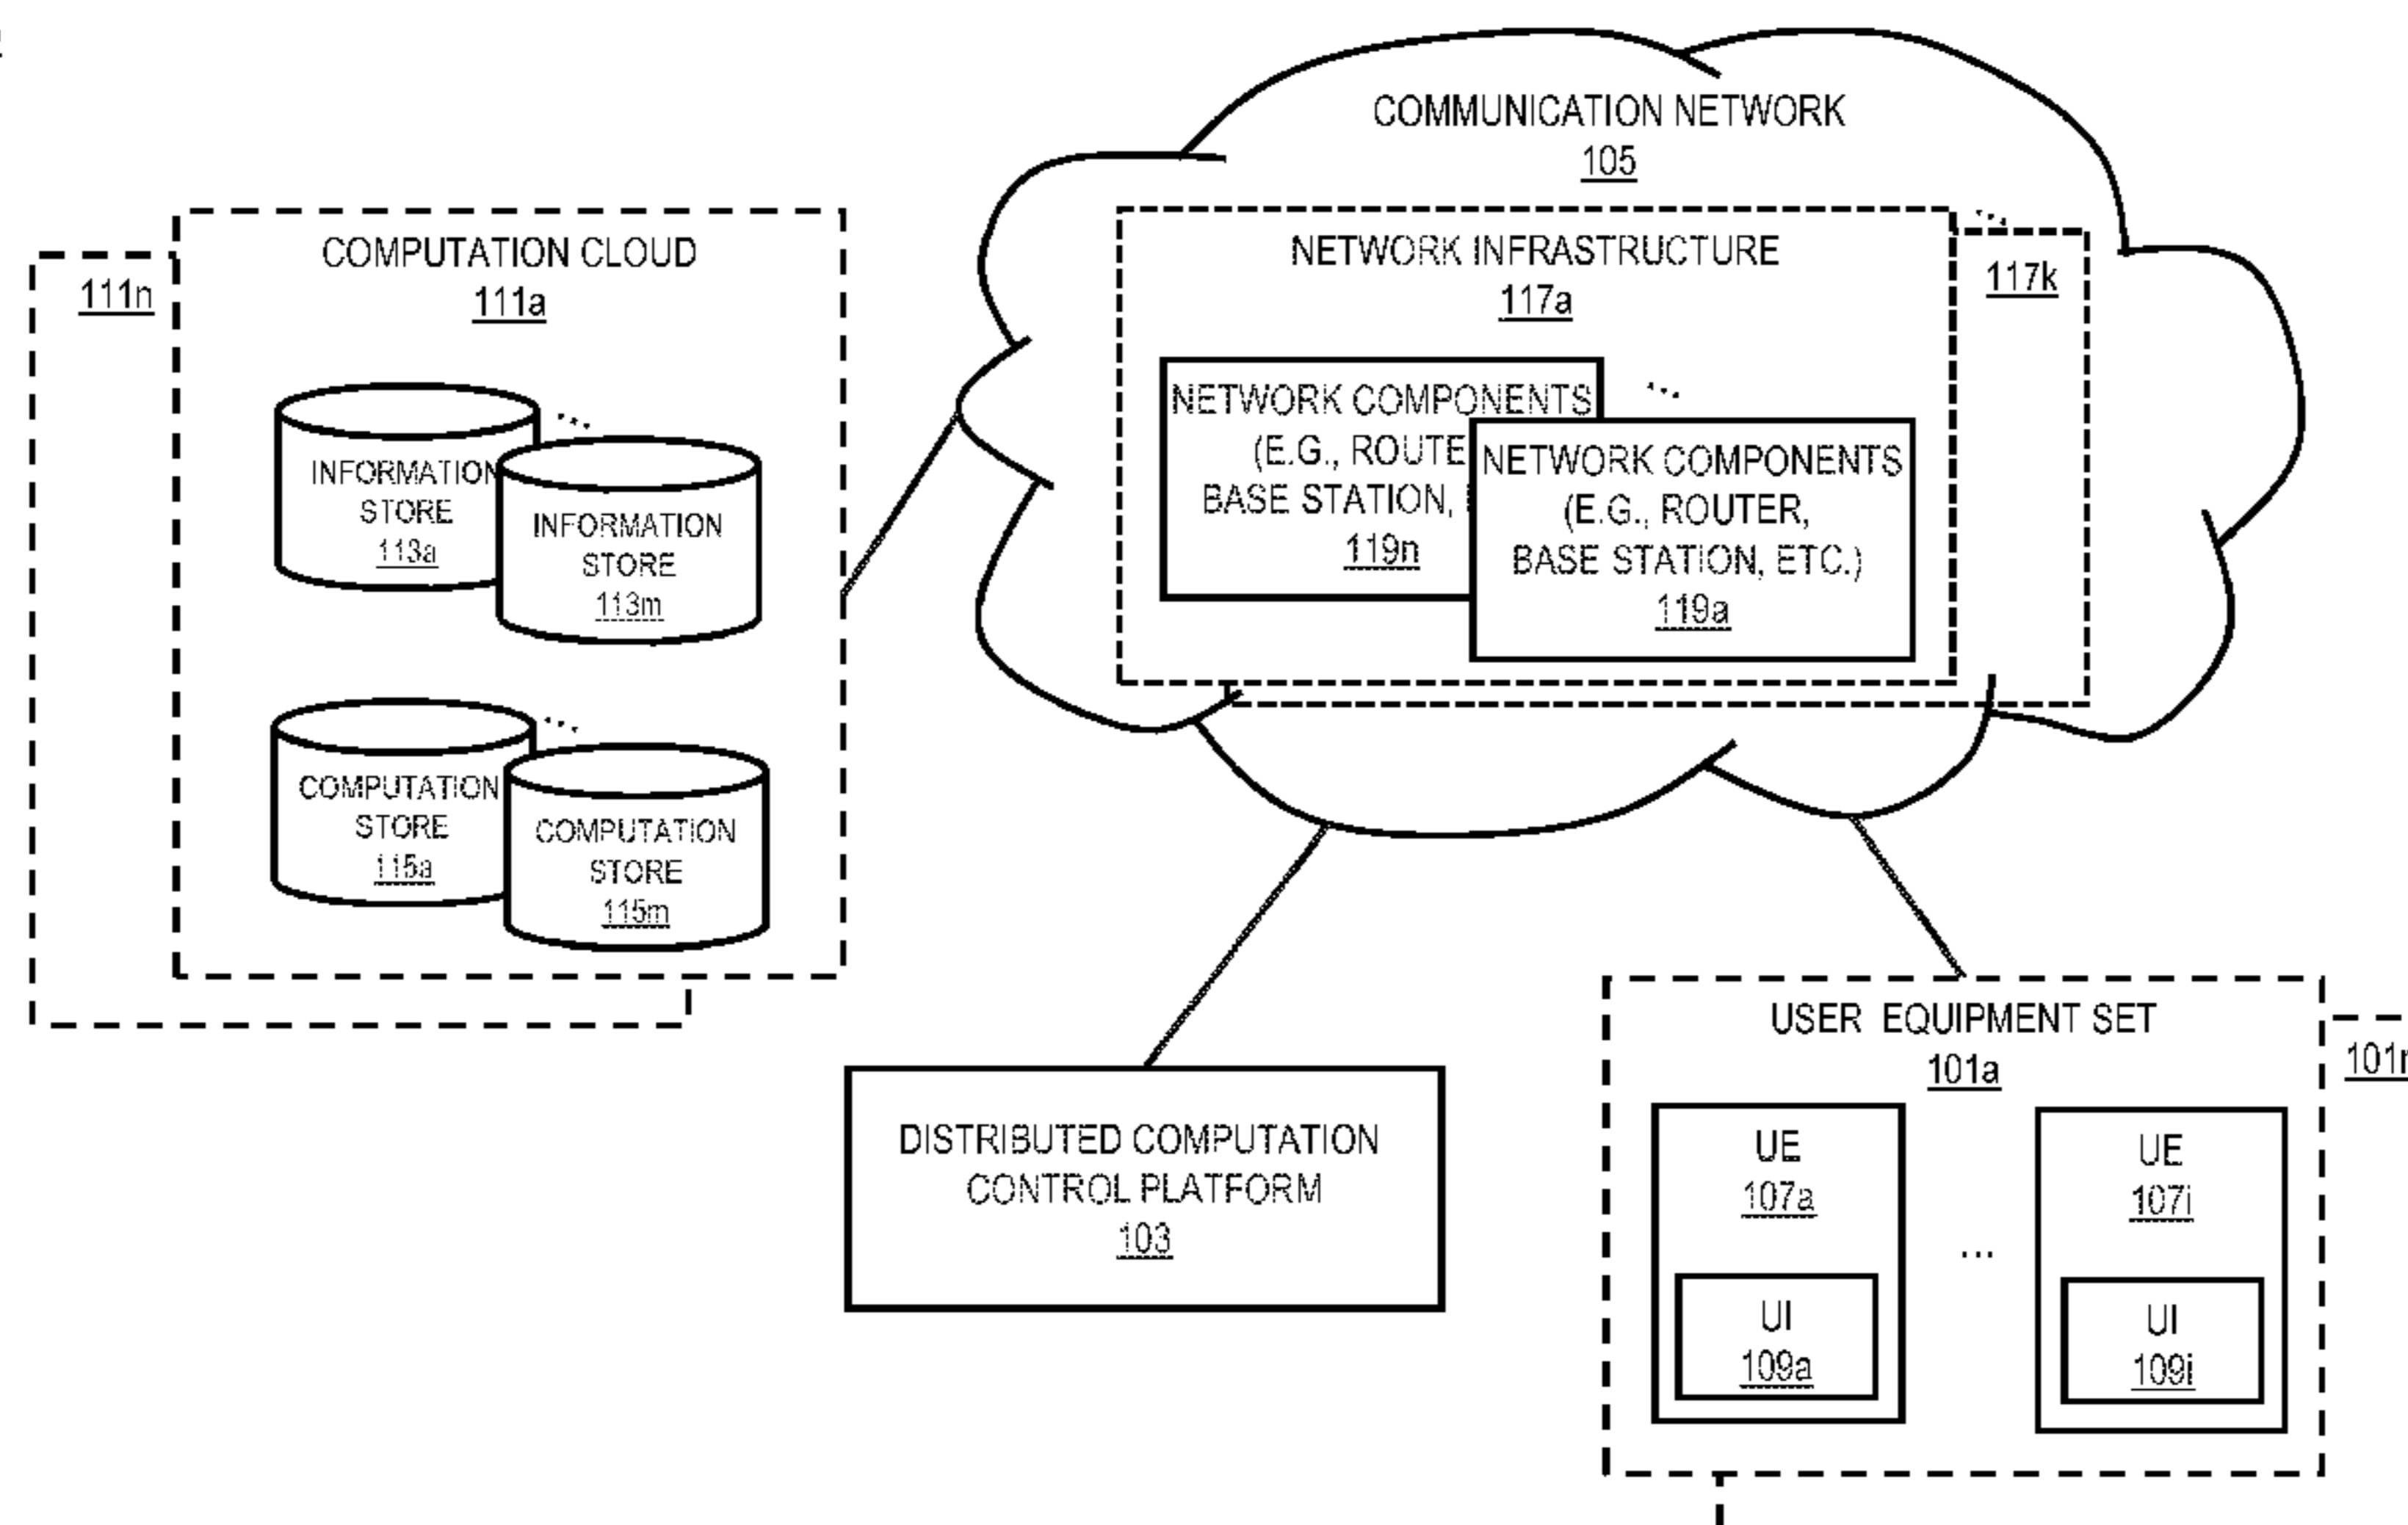 COMMUNICATION NETWORK
105
COMPUTATION CLOUD
111a
111n
INFORMATION
STORE
113a
INFORMATION
STORE
113m
COMPUTATION
STORE
115a
COMPUTATION
STORE
115m
NETWORK INFRASTRUCTURE
117a
117k
NETWORK COMPONENTS
(E.G., ROUTE
BASE STATION,
119n
NETWORK COMPONENTS
(E.G., ROUTER,
BASE STATION, ETC.)
119a
DISTRIBUTED COMPUTATION
CONTROL PLATFORM
103
USER EQUIPMENT SET
101a
UE
107a
UI
109a
...
UE
107i
UI
109i